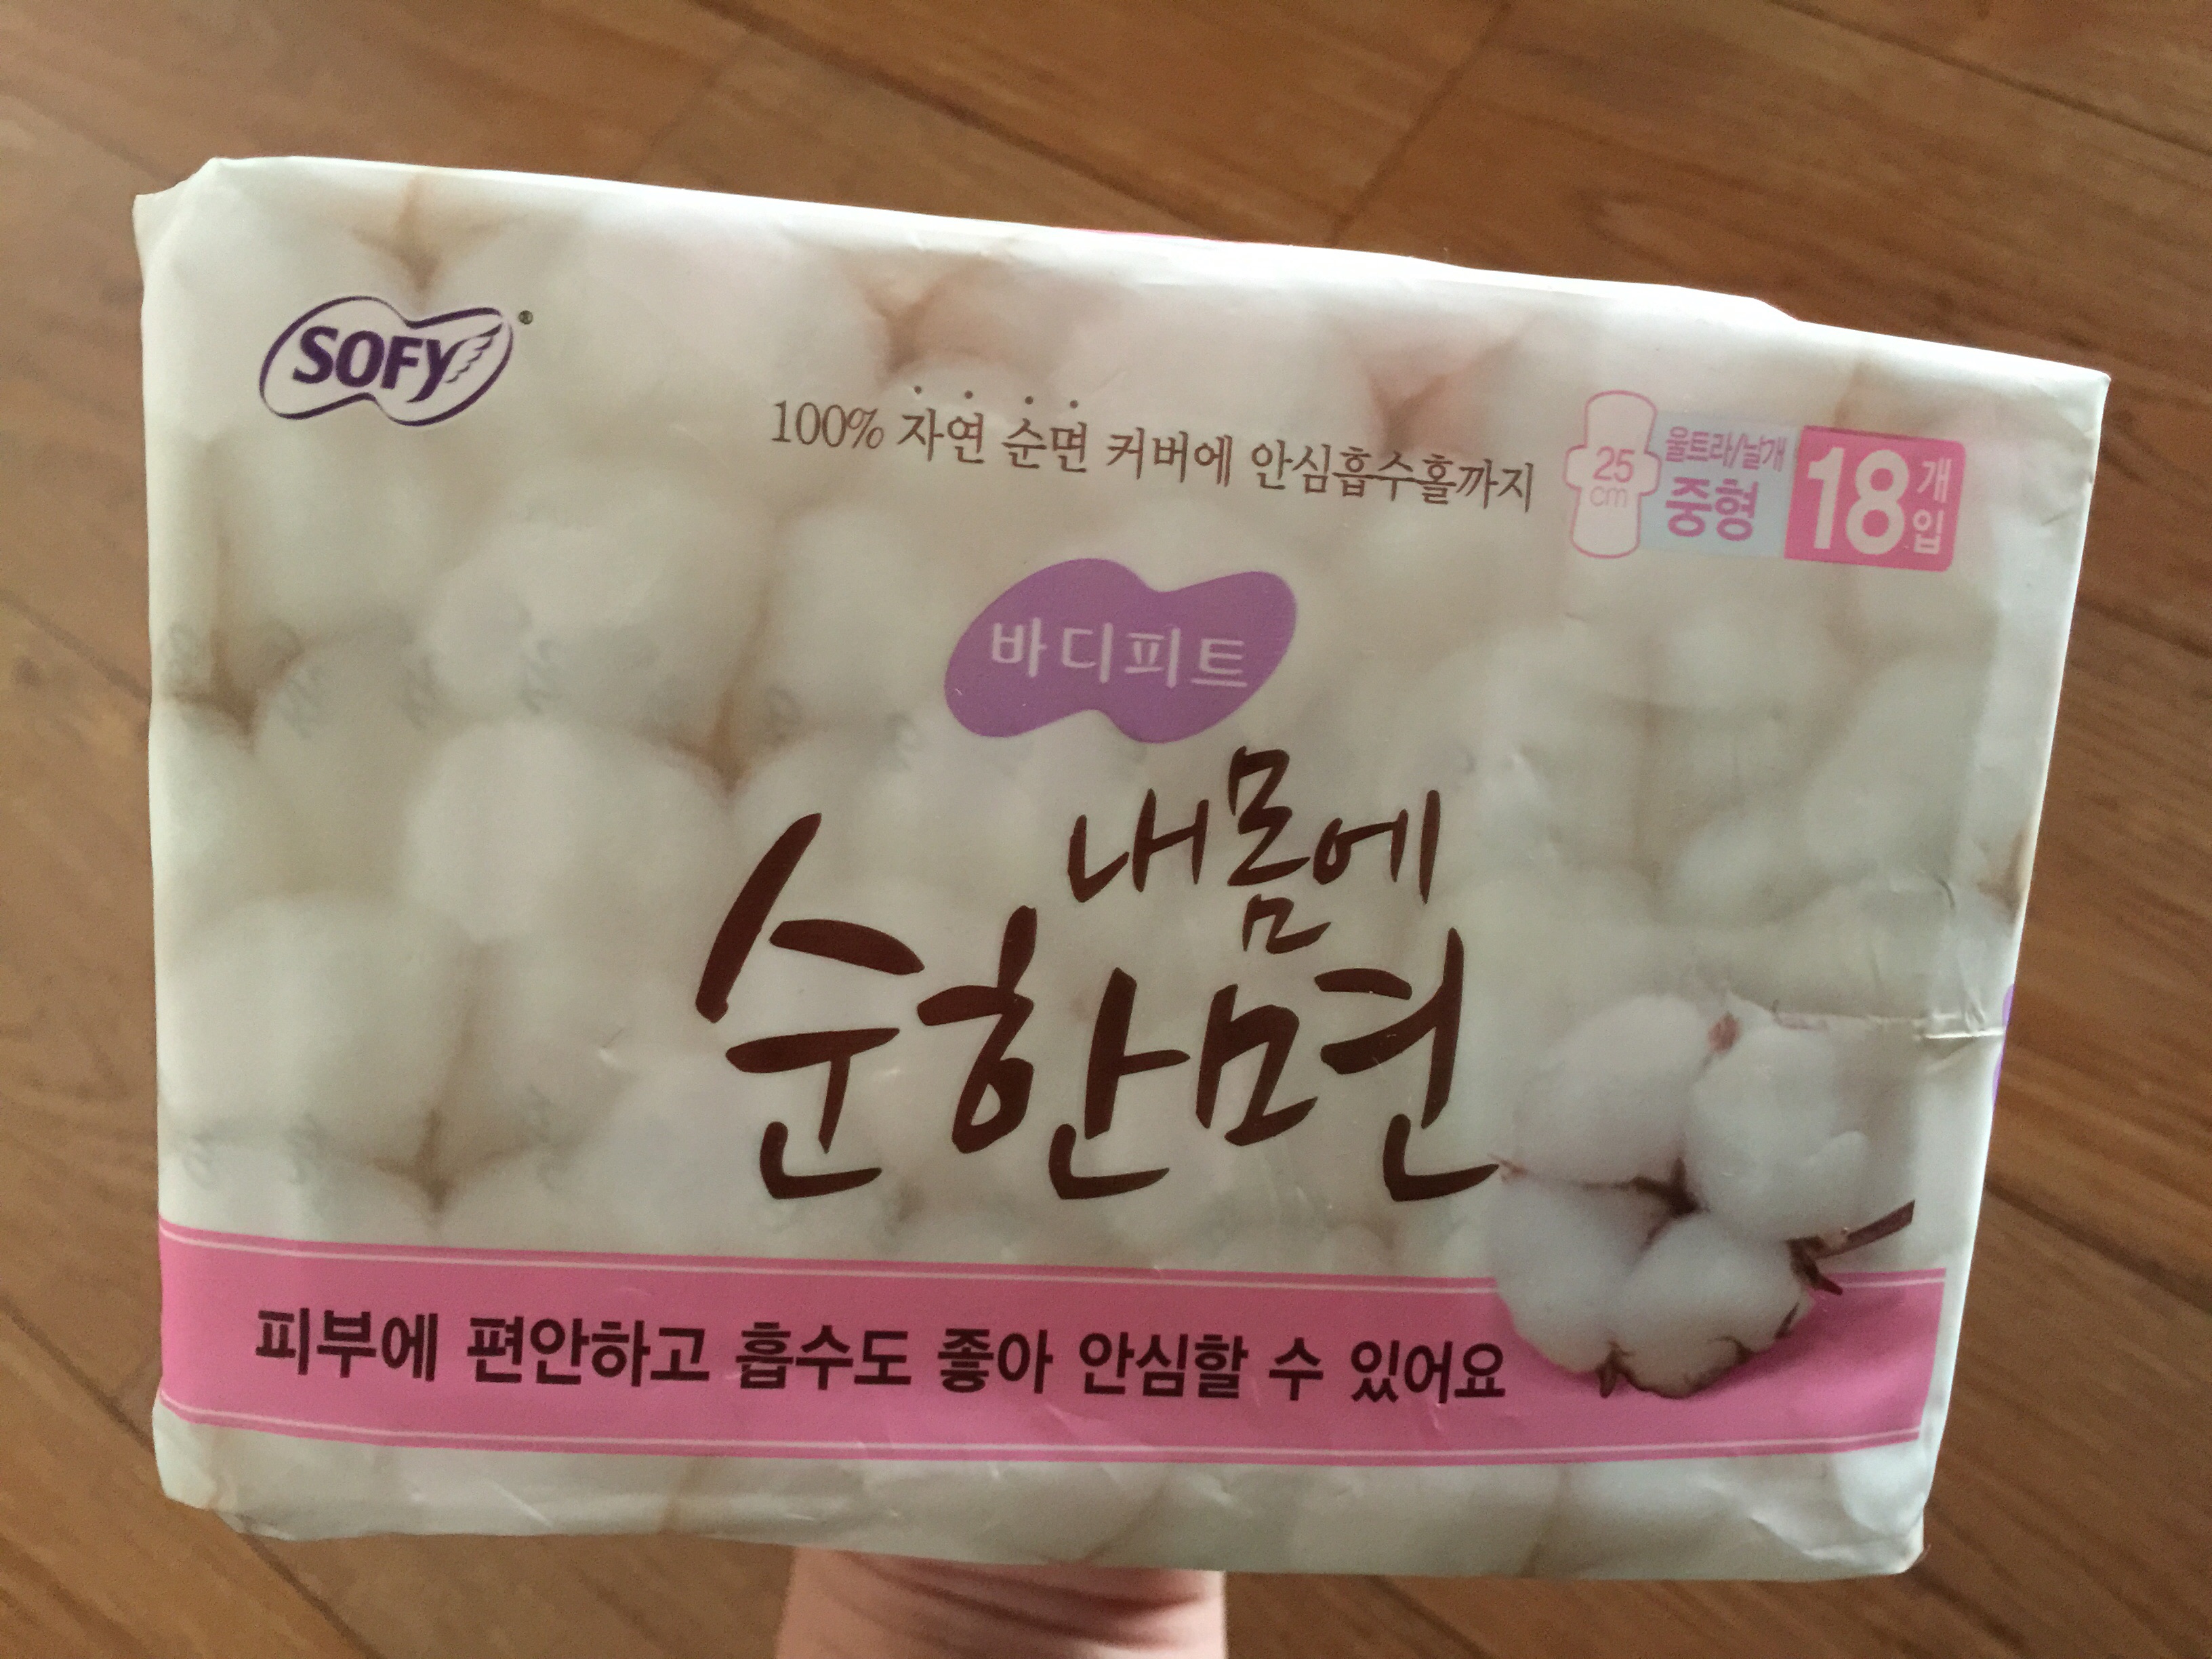 SOFY®
100% 자연 순면 커버에 안심흡수홀까지
25
cm
울트라/날개
중형
18개입
바디피트
내몸에
순한면
피부에 편안하고 흡수도 좋아 안심할 수 있어요